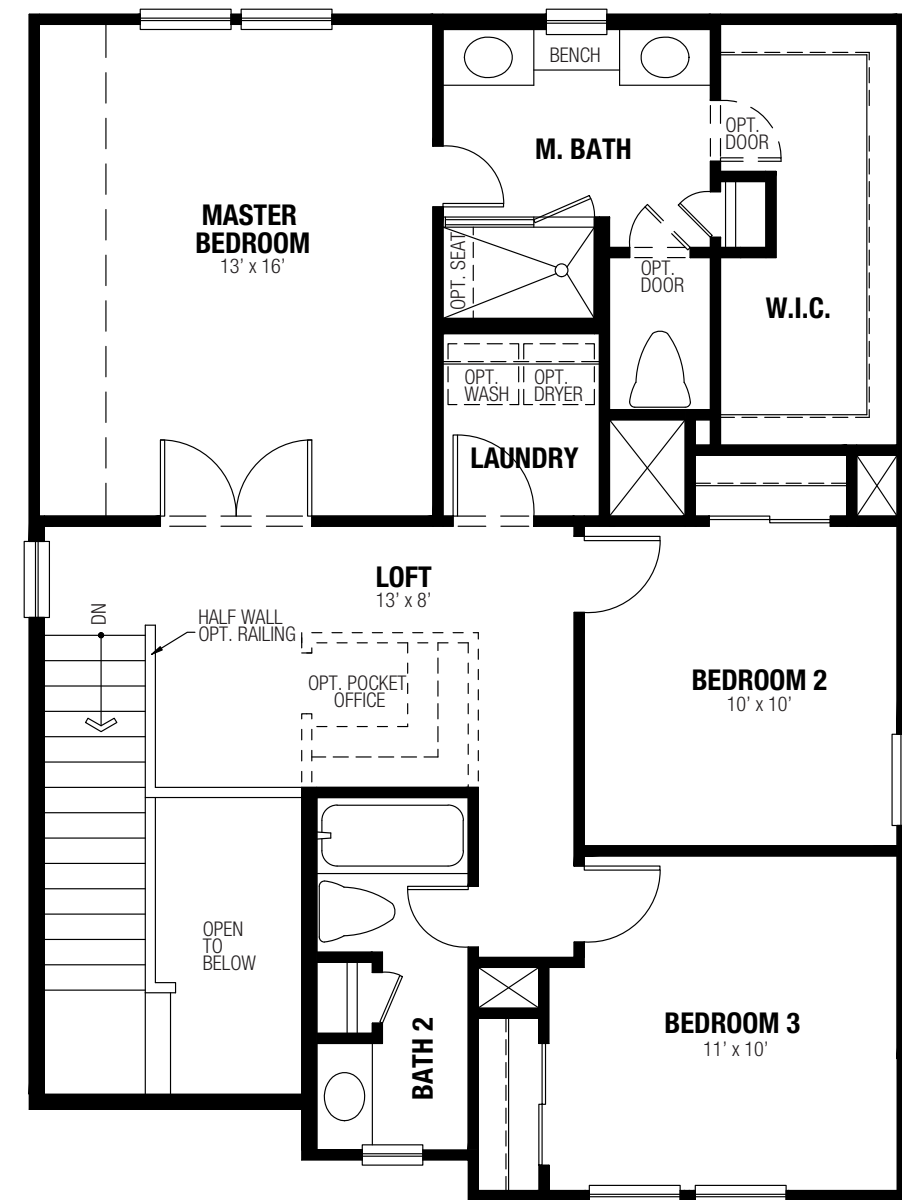 BENCH
OPT.
DOOR
M. BATH
MASTER
BEDROOM
13' x 16'
OPT. SEAT
OPT.
DOOR
W.I.C.
OPT.
WASH
OPT.
DRYER
LAUNDRY
LOFT
13' x 8'
DN
HALF WALL
OPT. RAILING
OPT. POCKET
OFFICE
BEDROOM 2
10' x 10'
OPEN
TO
BELOW
BATH 2
BEDROOM 3
11' x 10'